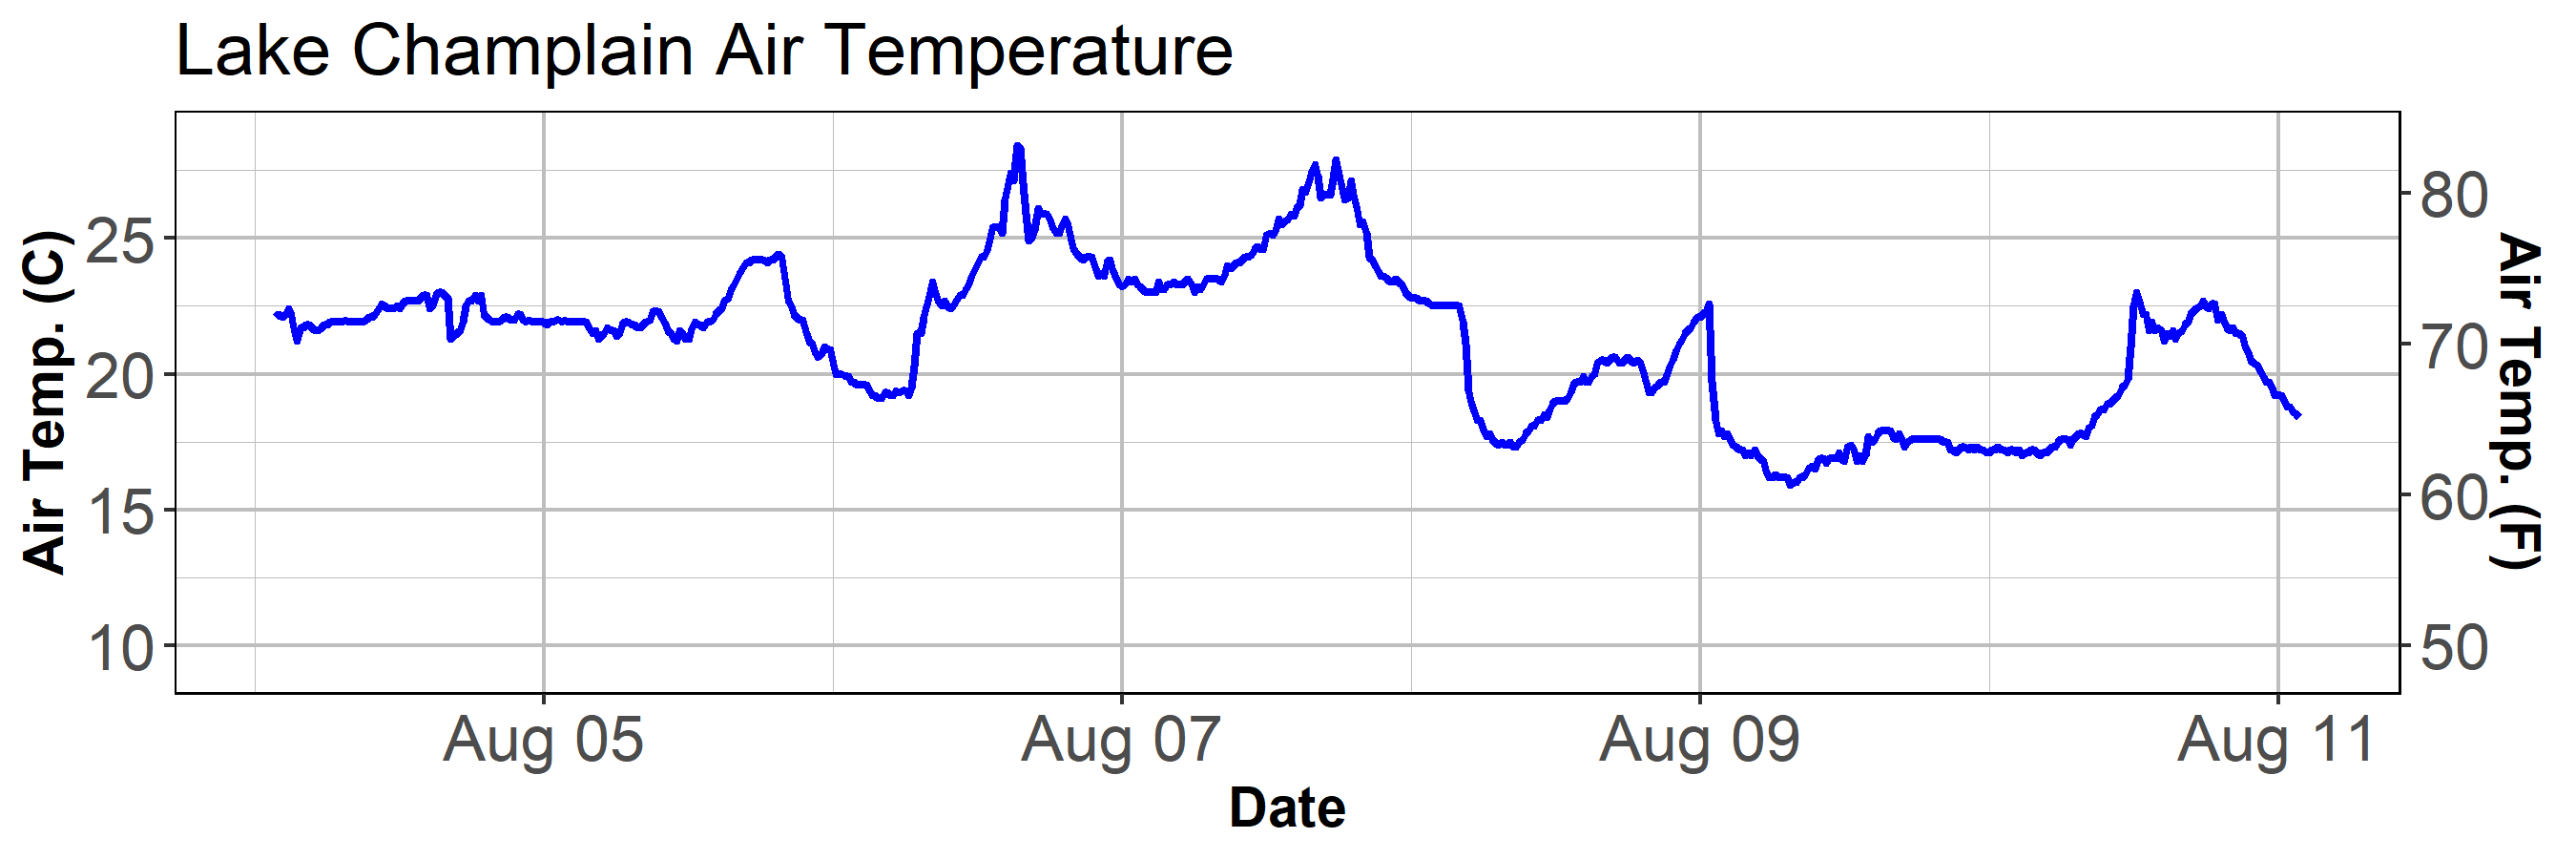 Lake Champlain Air Temperature
Air Temp. (C)
25
20
15
10
80
70
60
50
Air Temp. (F)
Aug 05
Aug 07
Aug 09
Aug 11
Date